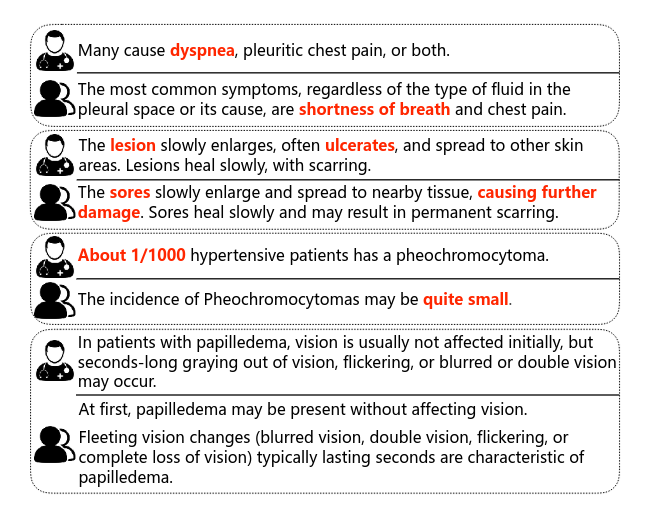 Many cause dyspnea, pleuritic chest pain, or both.
The most common symptoms, regardless of the type of fluid in the
pleural space or its cause, are shortness of breath and chest pain.
The lesion slowly enlarges, often ulcerates, and spread to other skin
areas. Lesions heal slowly, with scarring.
The sores slowly enlarge and spread to nearby tissue, causing further
damage. Sores heal slowly and may result in permanent scarring.
About 1/1000 hypertensive patients has a pheochromocytoma.
The incidence of Pheochromocytomas may be quite small.
In patients with papilledema, vision is usually not affected initially, but
seconds-long graying out of vision, flickering, or blurred or double vision
may occur.
At first, papilledema may be present without affecting vision.
Fleeting vision changes (blurred vision, double vision, flickering, or
complete loss of vision) typically lasting seconds are characteristic of
papilledema.